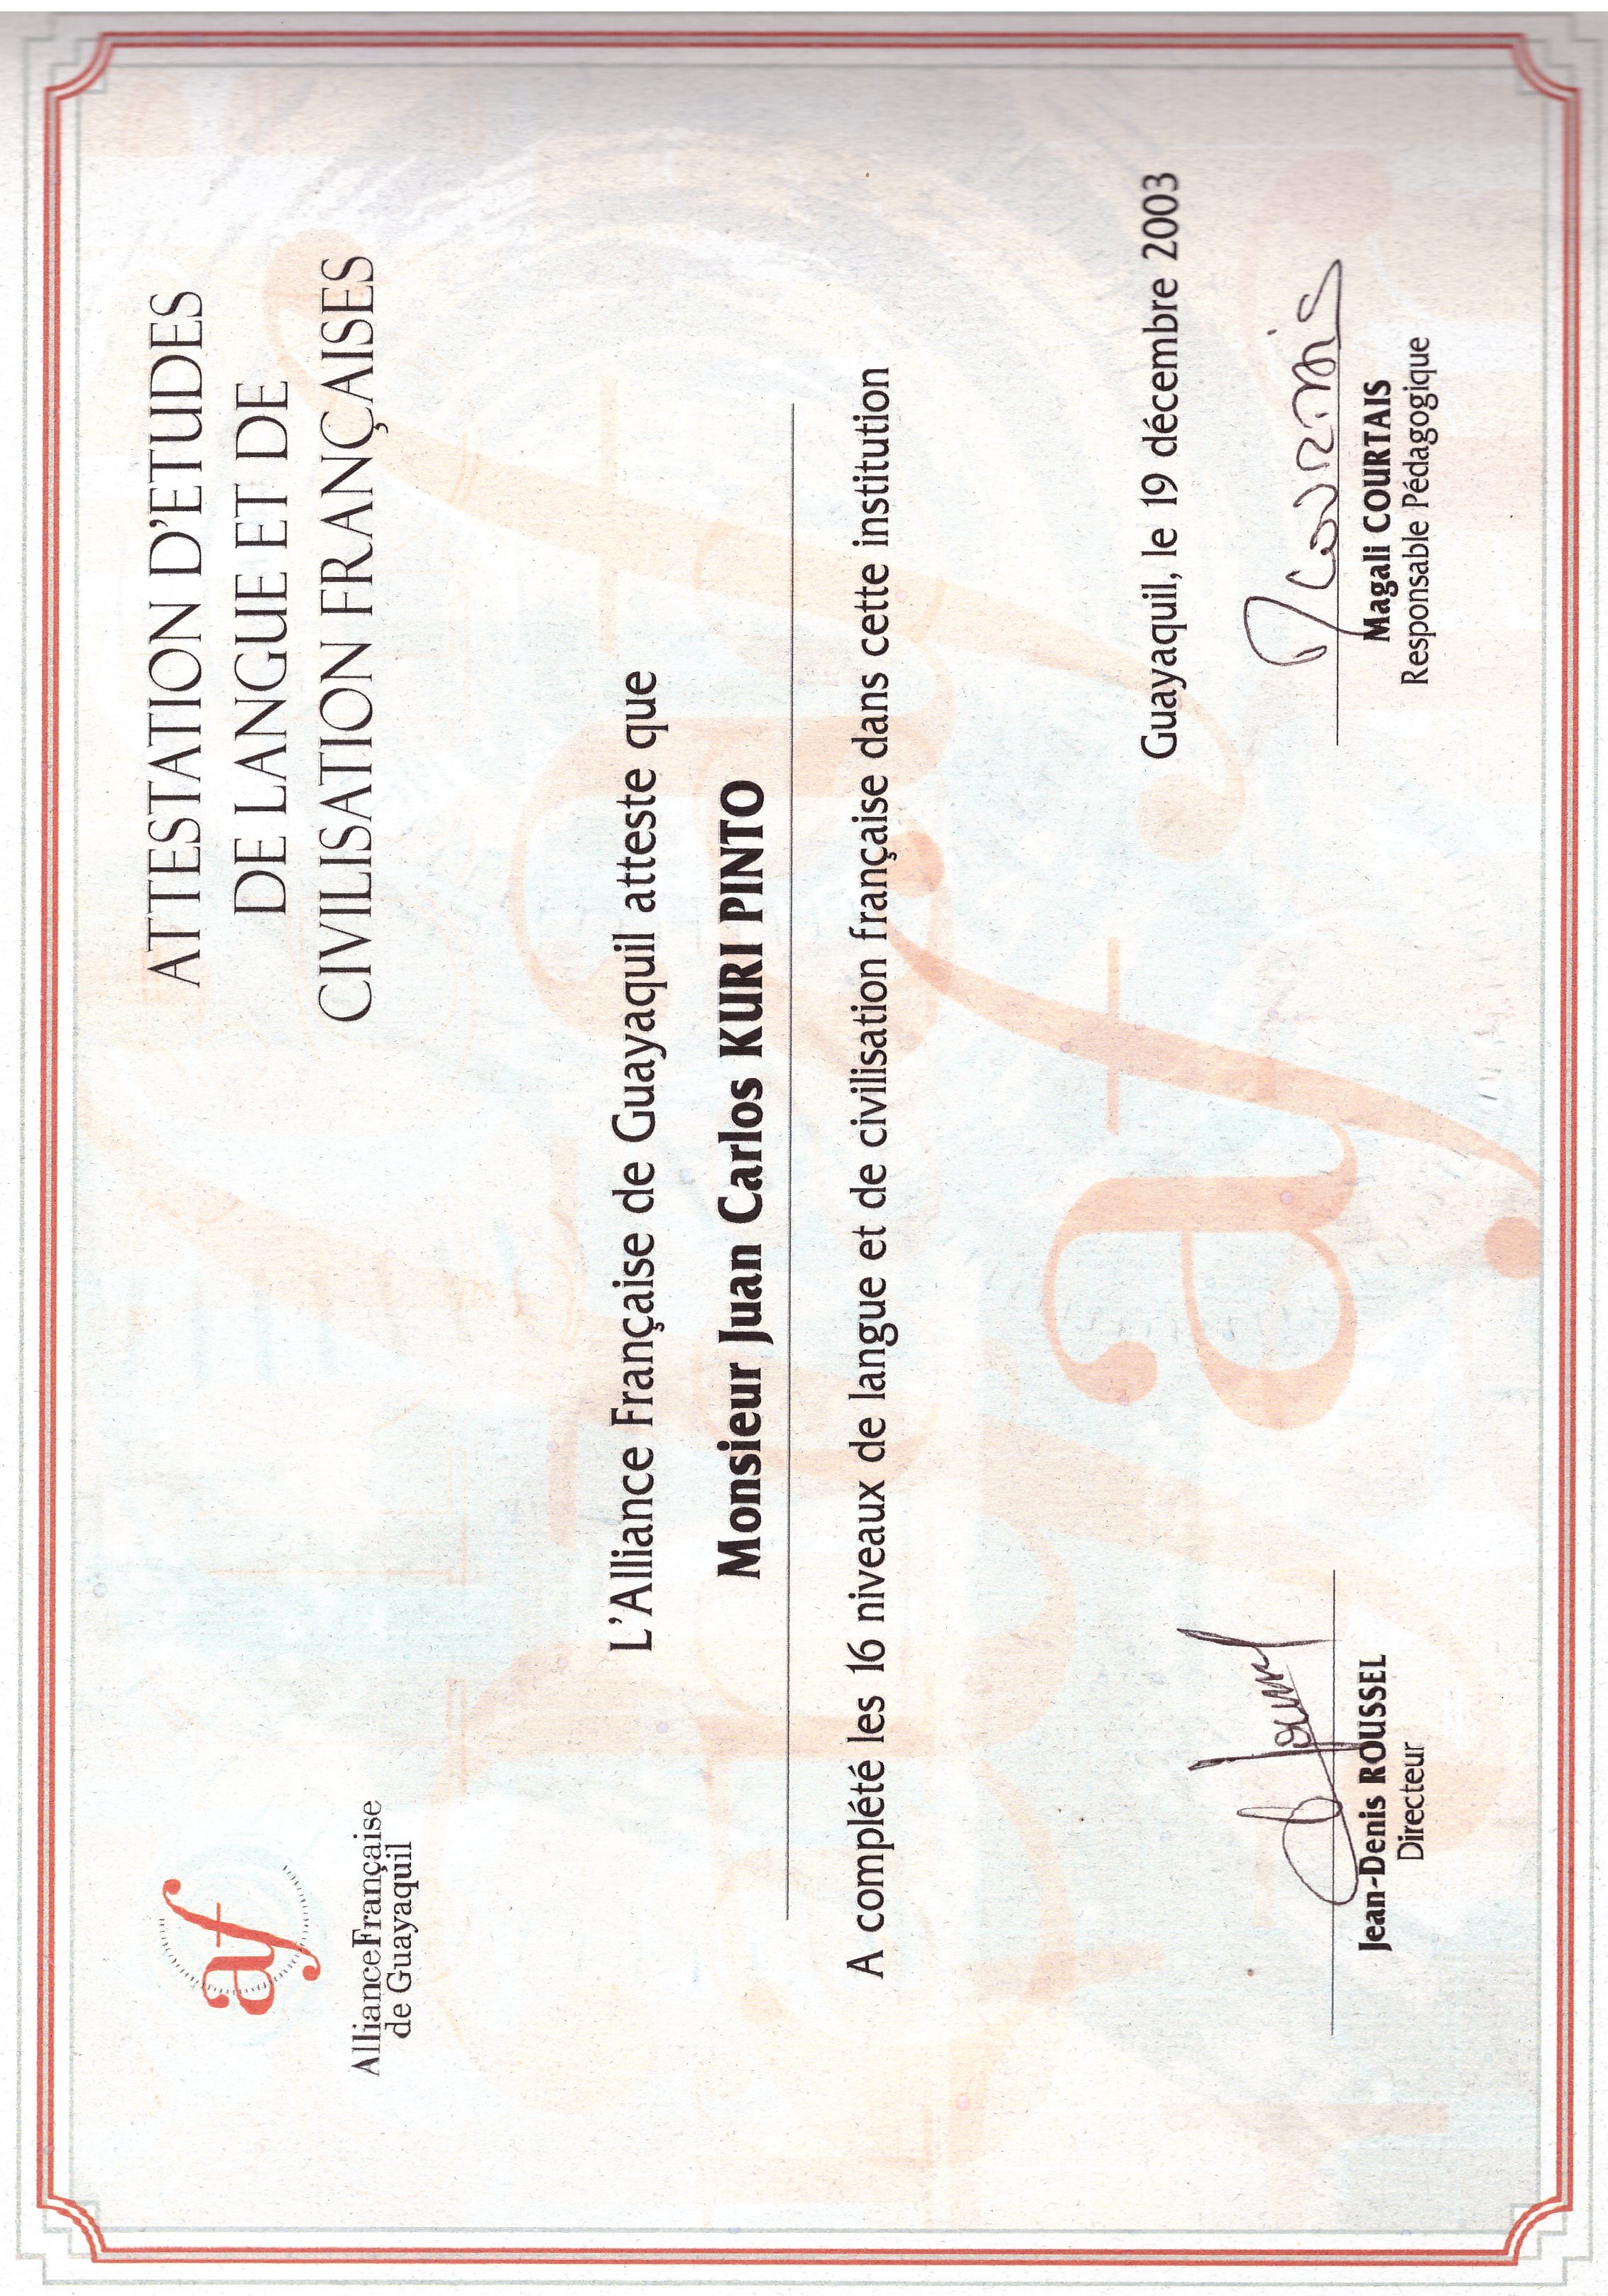 af
AllianceFrançaise
de Guayaquil
ATTESTATION D'ETUDES
DE LANGUE ET DE
CIVILISATION FRANÇAISES
L'Alliance Française de Guayaquil atteste que
Monsieur Juan Carlos KURI PINTO
A complété les 16 niveaux de langue et de civilisation française dans cette institution
Guayaquil, le 19 décembre 2003
Jean-Denis ROUSSEL
Directeur
Magali COURTAIS
Responsable Pédagogique